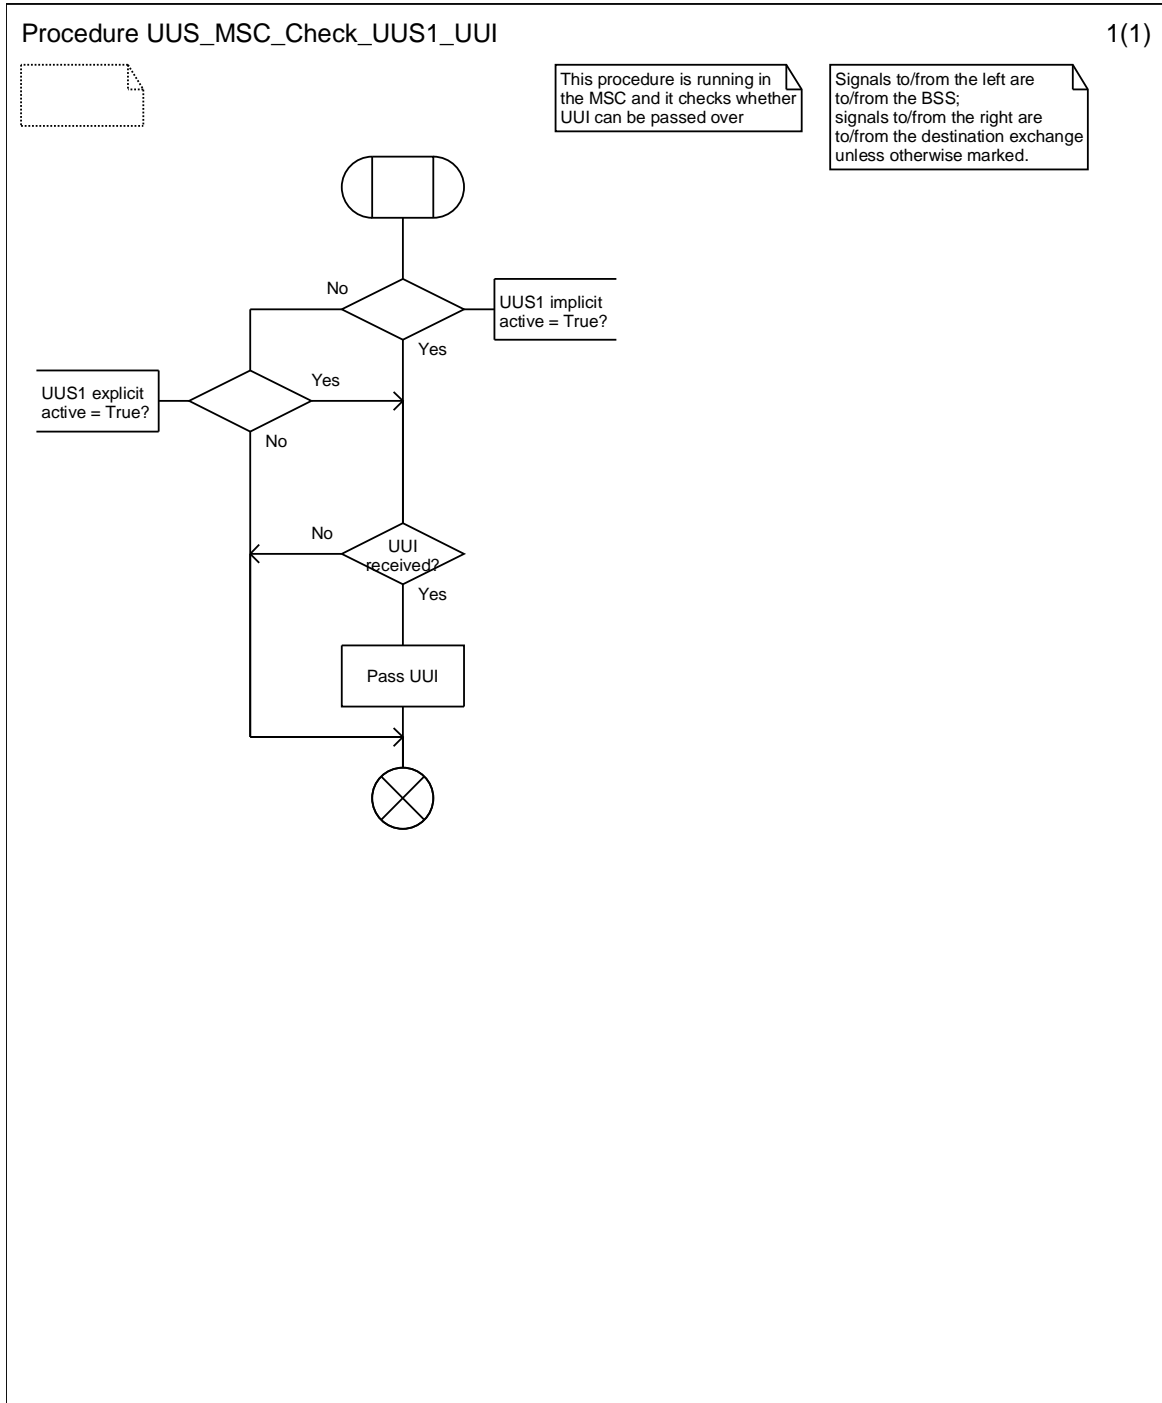 Procedure UUS_MSC_Check_UUS1_UUI
1(1)
This procedure is running in
the MSC and it checks whether
UUI can be passed over
Signals to/from the left are
to/from the BSS;
signals to/from the right are
to/from the destination exchange
unless otherwise marked.
No
UUS1 implicit
active = True?
Yes
UUS1 explicit
active = True?
Yes
No
No
UUI
received?
Yes
Pass UUI